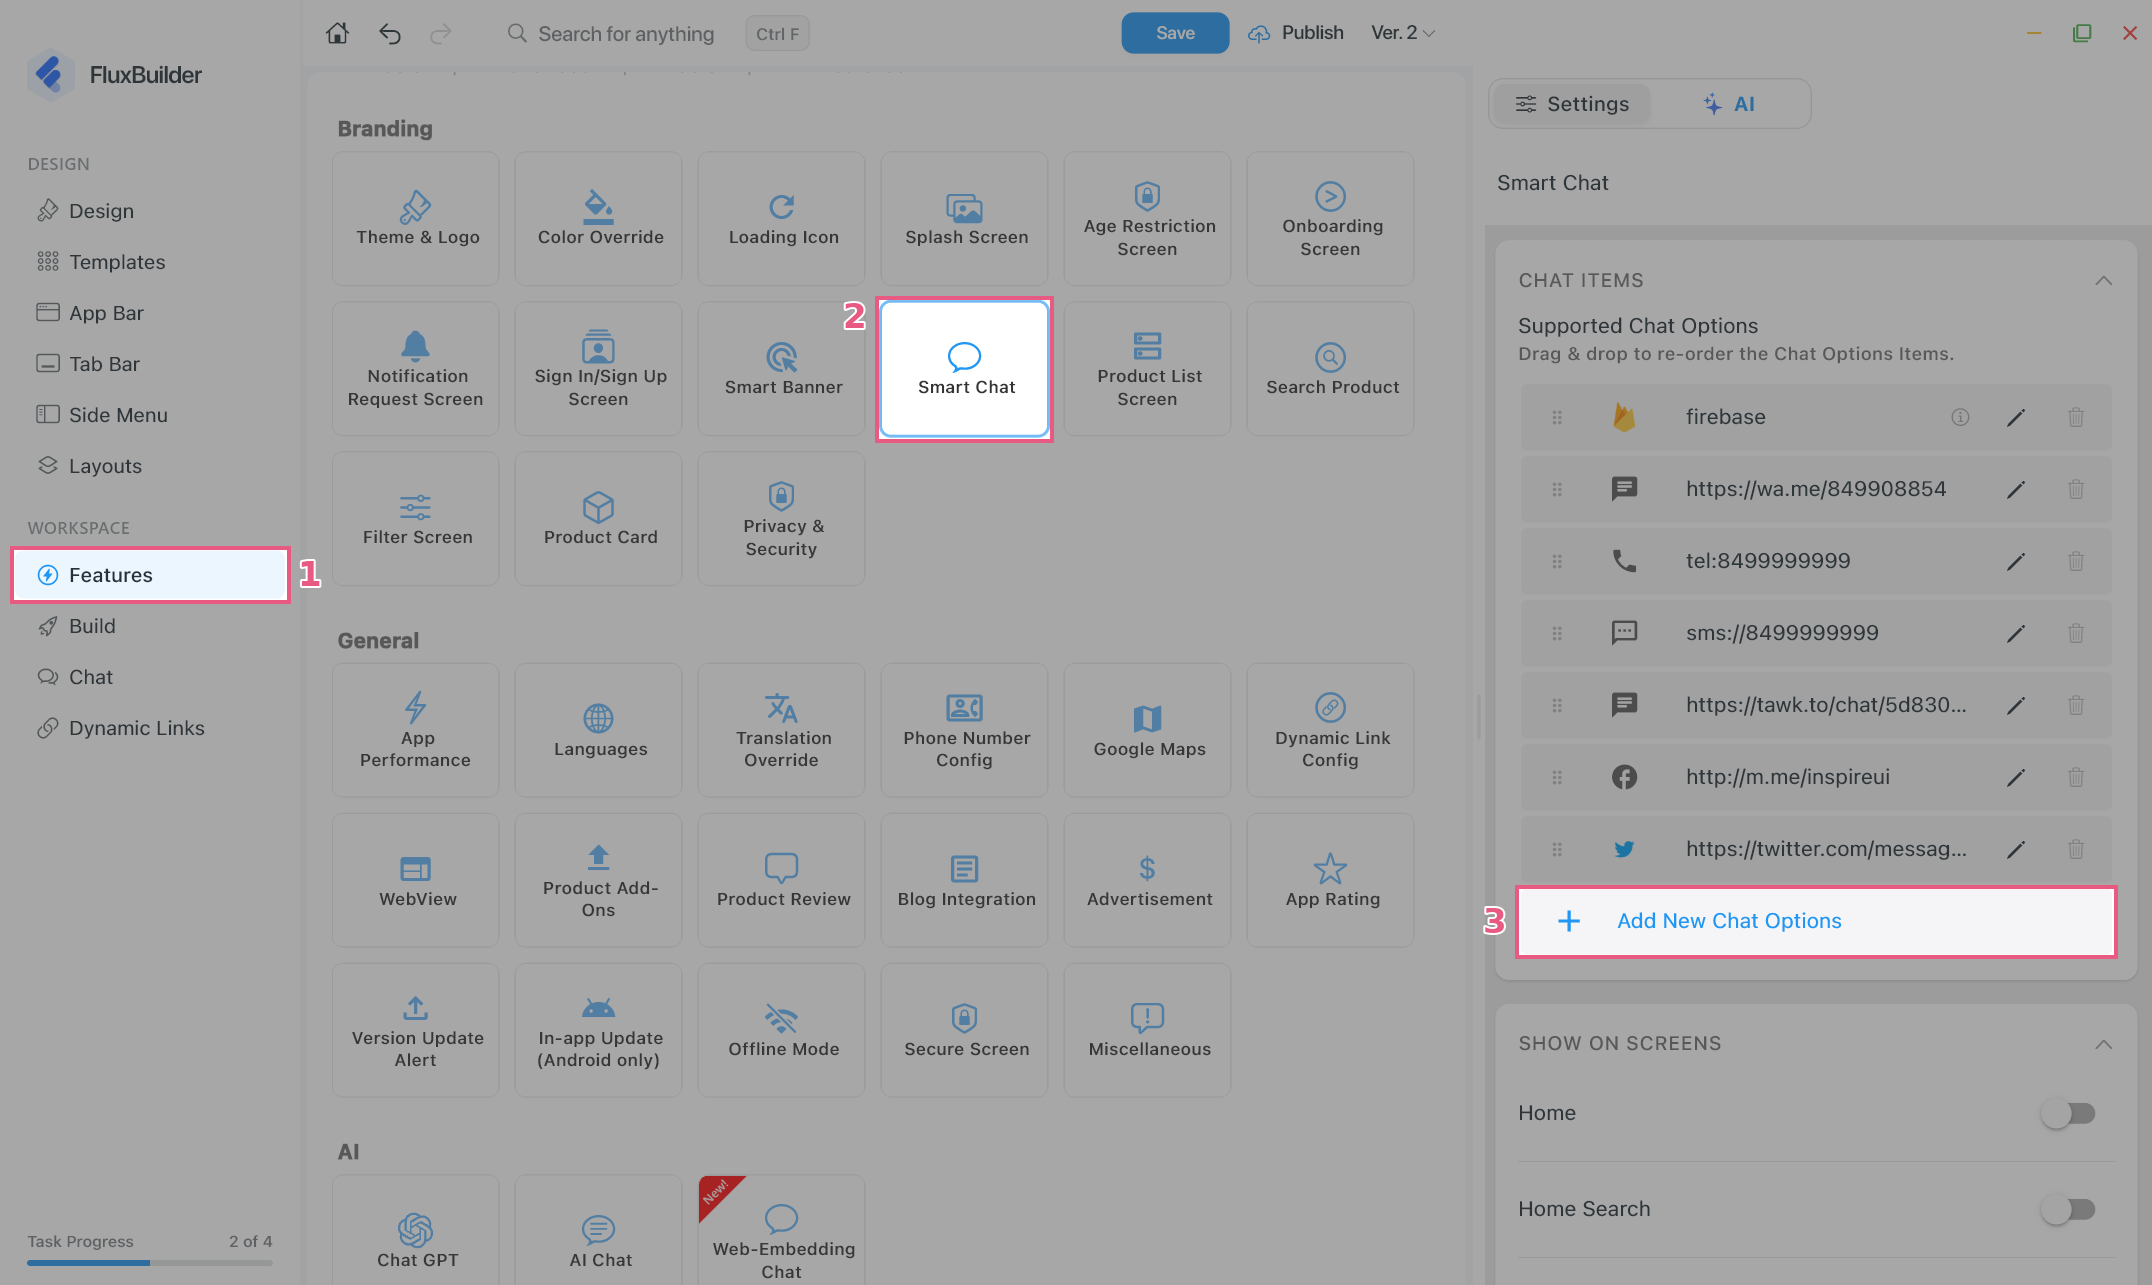 Search for anything
Ctrl F
Save
Publish
Ver. 2
FluxBuilder
DESIGN
Design
Templates
App Bar
Tab Bar
Side Menu
Layouts
WORKSPACE
Features
1
Build
Chat
Dynamic Links
Task Progress
2 of 4
Branding
Theme & Logo
Color Override
Loading Icon
Splash Screen
Age Restriction
Screen
Onboarding
Screen
Notification
Request Screen
Sign In/Sign Up
Screen
Smart Banner
2
Smart Chat
Product List
Screen
Search Product
Filter Screen
Product Card
Privacy &
Security
General
App
Performance
Languages
Translation
Override
Phone Number
Config
Google Maps
Dynamic Link
Config
WebView
Product Add-
Ons
Product Review
Blog Integration
Advertisement
App Rating
Version Update
Alert
In-app Update
(Android only)
Offline Mode
Secure Screen
Miscellaneous
AI
Chat GPT
AI Chat
New!
Web-Embedding
Chat
Settings
AI
Smart Chat
CHAT ITEMS
Supported Chat Options
Drag & drop to re-order the Chat Options Items.
firebase
https://wa.me/849908854
tel:8499999999
sms://8499999999
https://tawk.to/chat/5d830...
http://m.me/inspireui
https://twitter.com/messag...
3
Add New Chat Options
SHOW ON SCREENS
Home
Home Search